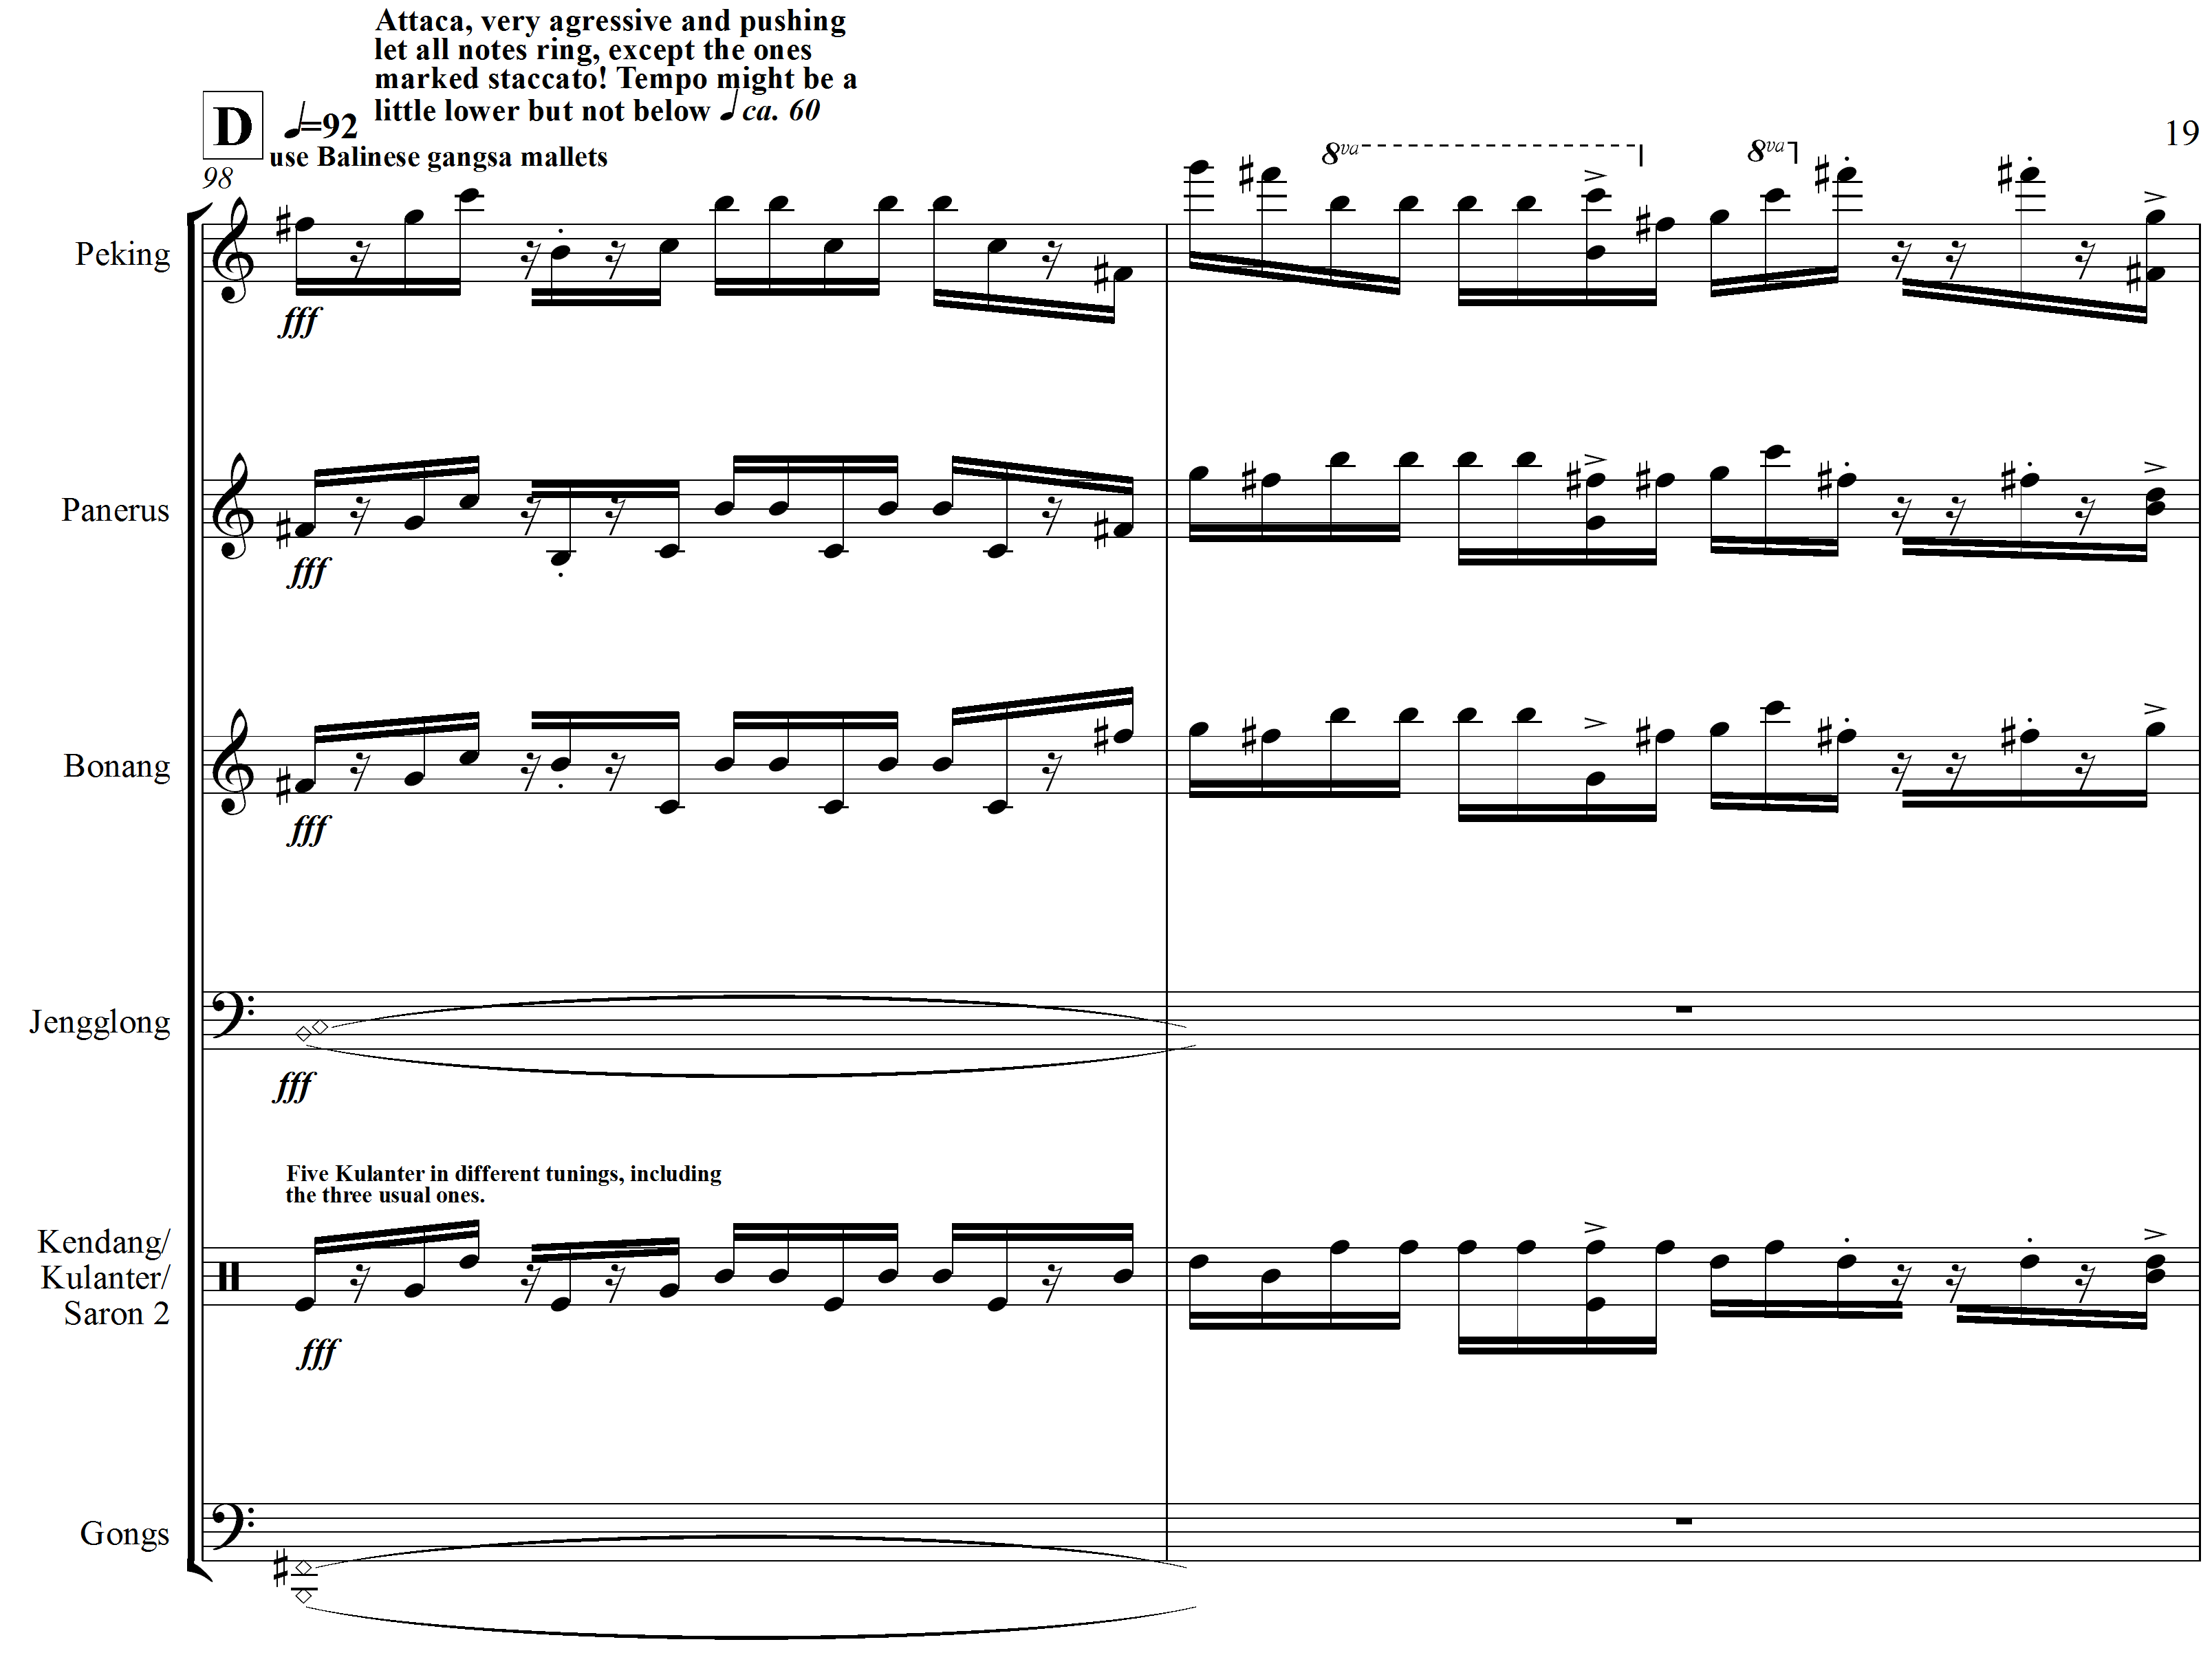 Attaca, very agressive and pushing
let all notes ring, except the ones
marked staccato! Tempo might be a
little lower but not below ♩ ca. 60
D ♩=92
19
use Balinese gangsa mallets
98
8va
8va
Peking
fff
Panerus
fff
Bonang
fff
Jengglong
fff
Five Kulanter in different tunings, including
the three usual ones.
Kendang/
Kulanter/
Saron 2
fff
Gongs